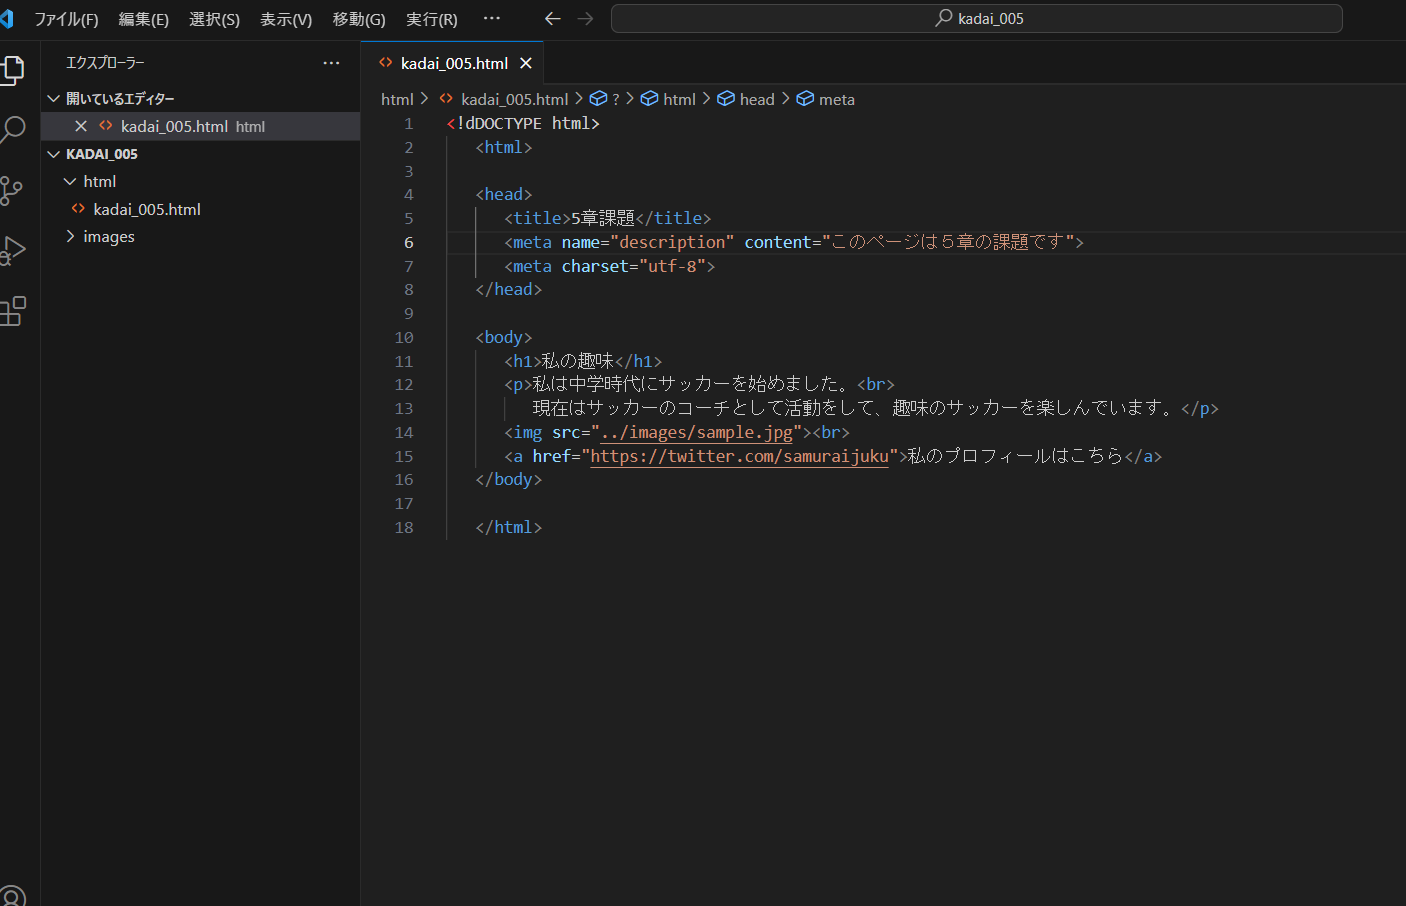 ファイル(F) 編集(E) 選択(S) 表示(V) 移動(G) 実行(R) ··· ← → kadai_005
エクスプローラー ···
開いているエディター
× <> kadai_005.html html
KADAI_005
html
<> kadai_005.html
images
<> kadai_005.html ×
html > <> kadai_005.html > ? > html > head > meta
1 <!dDOCTYPE html>
2 <html>
3
4 <head>
5 <title>5章課題</title>
6 <meta name="description" content="このページは５章の課題です">
7 <meta charset="utf-8">
8 </head>
9
10 <body>
11 <h1>私の趣味</h1>
12 <p>私は中学時代にサッカーを始めました。<br>
13 現在はサッカーのコーチとして活動をして、趣味のサッカーを楽しんでいます。</p>
14 <img src="../images/sample.jpg"><br>
15 <a href="https://twitter.com/samuraijuku">私のプロフィールはこちら</a>
16 </body>
17
18 </html>